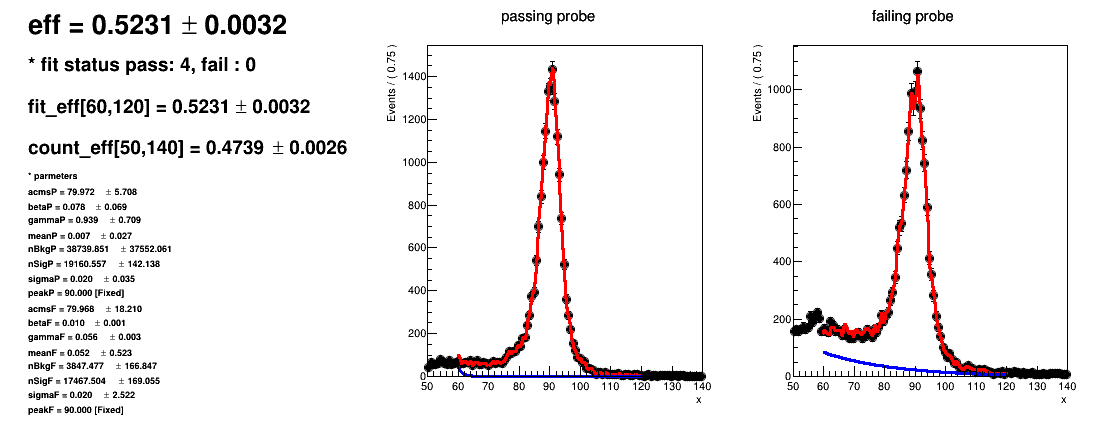 eff = 0.5231 ± 0.0032
* fit status pass: 4, fail : 0
fit_eff[60,120] = 0.5231 ± 0.0032
count_eff[50,140] = 0.4739 ± 0.0026
* parmeters
acmsP = 79.972 ± 5.708
betaP = 0.078 ± 0.069
gammaP = 0.939 ± 0.709
meanP = 0.007 ± 0.027
nBkgP = 38739.851 ± 37552.061
nSigP = 19160.557 ± 142.138
sigmaP = 0.020 ± 0.035
peakP = 90.000 [Fixed]
acmsF = 79.968 ± 18.210
betaF = 0.010 ± 0.001
gammaF = 0.056 ± 0.003
meanF = 0.052 ± 0.523
nBkgF = 3847.477 ± 166.847
nSigF = 17467.504 ± 169.055
sigmaF = 0.020 ± 2.522
peakF = 90.000 [Fixed]
passing probe
Events / ( 0.75 )
1400
1200
1000
800
600
400
200
0
50 60 70 80 90 100 110 120 130 140
x
failing probe
Events / ( 0.75 )
1000
800
600
400
200
0
50 60 70 80 90 100 110 120 130 140
x